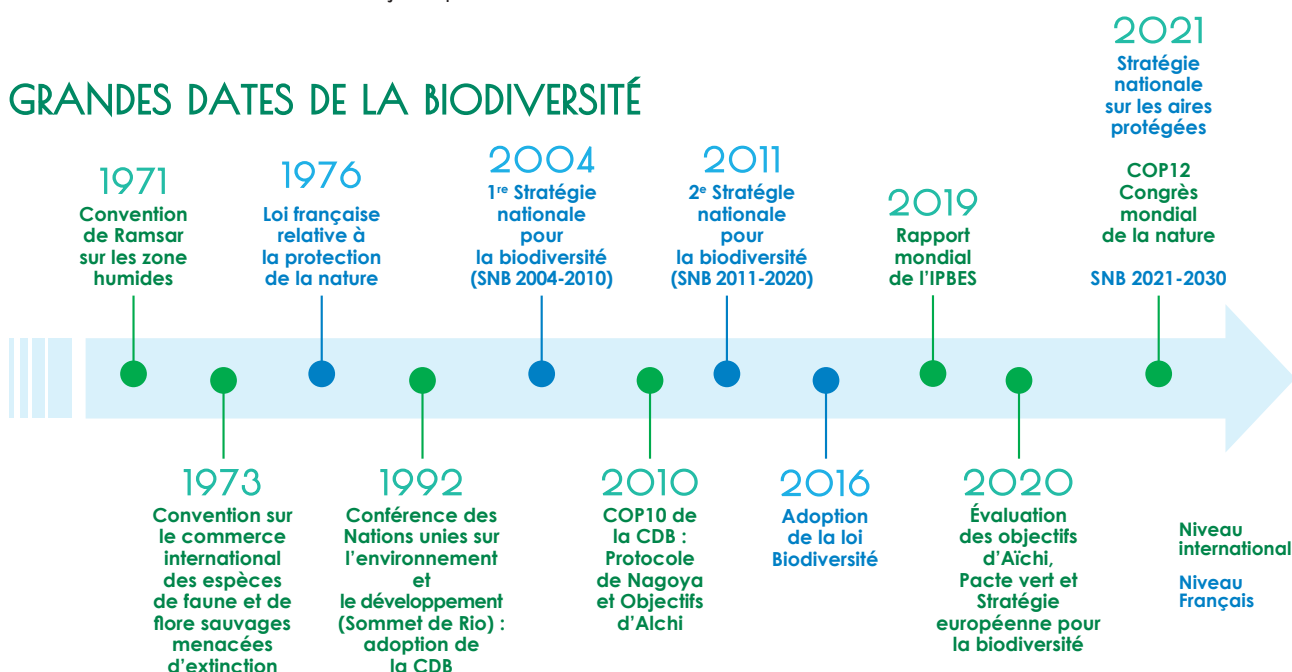 GRANDES DATES DE LA BIODIVERSITÉ
1971
Convention
de Ramsar
sur les zone
humides
1973
Convention sur
le commerce
international
des espèces
de faune et de
flore sauvages
menacées
d'extinction
1976
Loi française
relative à
la protection
de la nature
1992
Conférence des
Nations unies sur
l'environnement
et
le développement
(Sommet de Rio) :
adoption de
la CDB
2004
1re Stratégie
nationale
pour
la biodiversité
(SNB 2004-2010)
2010
COP10 de
la CDB :
Protocole
de Nagoya
et Objectifs
d'AIchi
2011
2e Stratégle
nationale
pour
la biodiversité
(SNB 2011-2020)
2016
Adoption
de la loi
Biodiversité
2019
Rapport
mondial
de l'IPBES
2020
Évaluation
des objectifs
d'Aïchi,
Pacte vert et
Stratégie
européenne pour
la biodiversité
2021
Stratégie
nationale
sur les aires
protégées
COP12
Congrès
mondial
de la nature
SNB 2021-2030
Niveau
international
Niveau
Français